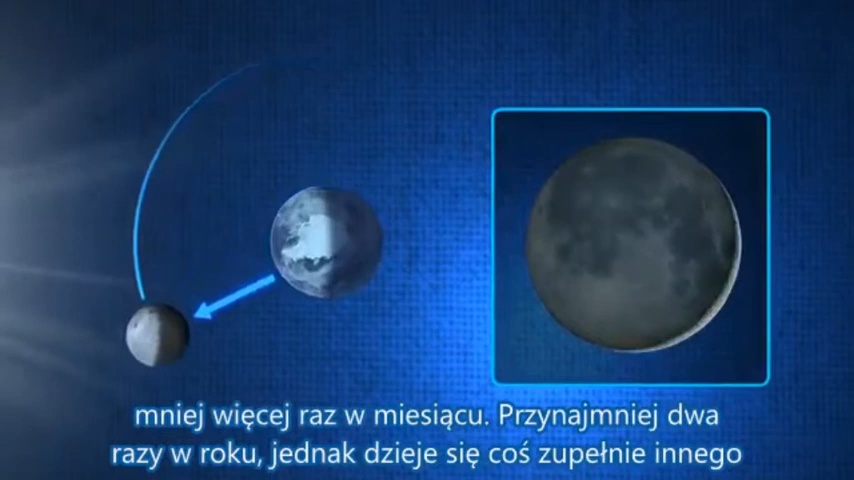 mniej więcej raz w miesiącu. Przynajmniej dwa
razy w roku, jednak dzieje się coś zupełnie innego